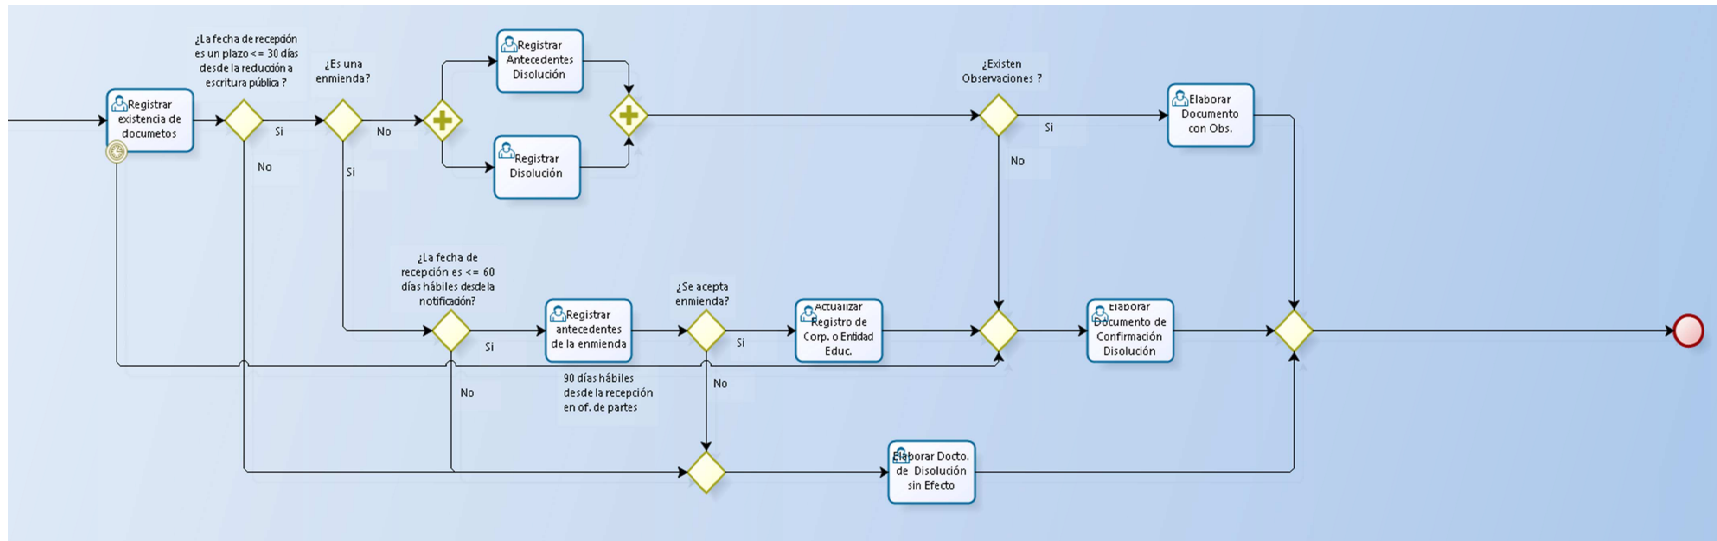 ¿La fecha de recepción
es un plazo <= 30 días
desde la reducción a
escritura pública ?
¿Es una
enmienda?
Registrar
Antecedentes
Disolución
¿Existen
Observaciones ?
Registrar
existencia de
documetos
Si
No
Elaborar
Documento
con Obs.
Si
No
Si
Registrar
Disolución
No
¿La fecha de
recepción es <= 60
días hábiles desde la
notificación?
¿Se acepta
enmienda?
Registrar
antecedentes
de la enmienda
Actualizar
Registro de
Corp. o Entidad
Educ.
Elaborar
Documento de
Confirmación
Disolución
Si
Si
90 días hábiles
desde la recepción
en of. de partes
No
No
Elaborar Docto.
de Disolución
sin Efecto